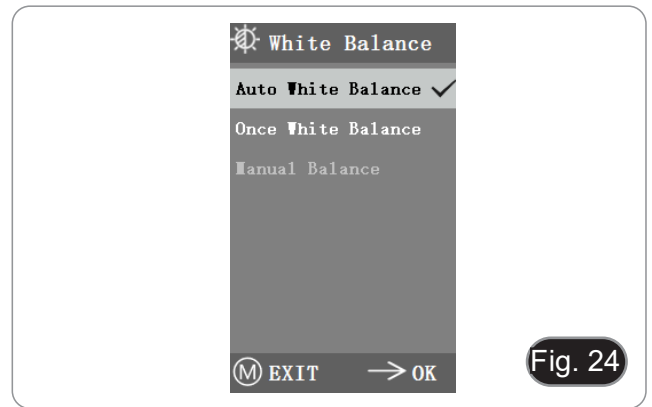 White Balance
Auto White Balance
Once White Balance
Manual Balance
M EXIT → OK
Fig. 24